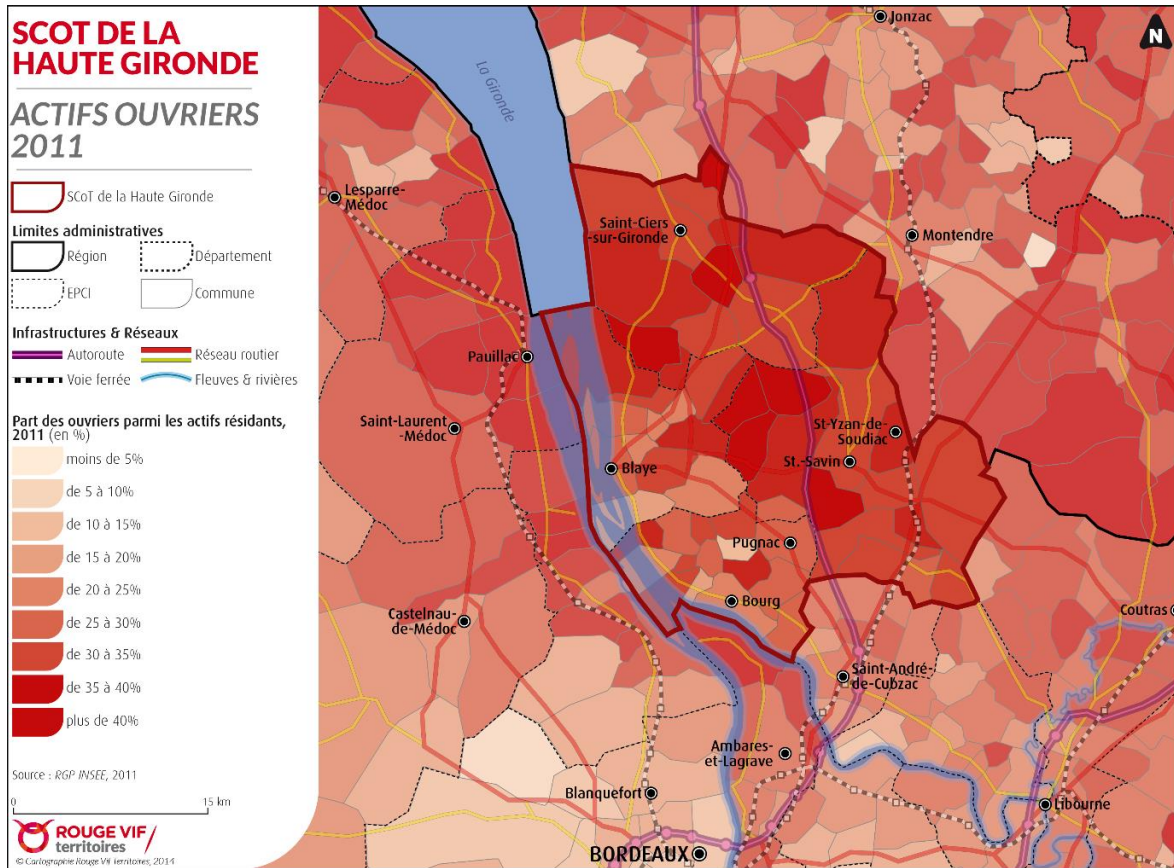 SCOT DE LA
HAUTE GIRONDE
ACTIFS OUVRIERS
2011
SCoT de la Haute Gironde
Limites administratives
Région
Département
EPCI
Commune
Infrastructures & Réseaux
Autoroute
Réseau routier
Voie ferrée
Fleuves & rivières
Part des ouvriers parmi les actifs résidants,
2011 (en %)
moins de 5%
de 5 à 10%
de 10 à 15%
de 15 à 20%
de 20 à 25%
de 25 à 30%
de 30 à 35%
de 35 à 40%
plus de 40%
Source : RGP INSEE, 2011
0
15 km
ROUGE VIF /
territoires
© Cartographie Rouge Vif Territoires, 2014
N
Jonzac
La Gironde
Lesparre-
Médoc
Saint-Ciers
-sur-Gironde
Montendre
Pauillac
Saint-Laurent
-Médoc
St-Yzan-de-
Soudiac
St.-Savin
Blaye
Pugnac
Bourg
Castelnau-
de-Médoc
Coutras
Saint-André-
de-Cubzac
Ambares-
et-Lagrave
Blanquefort
Libourne
BORDEAUX